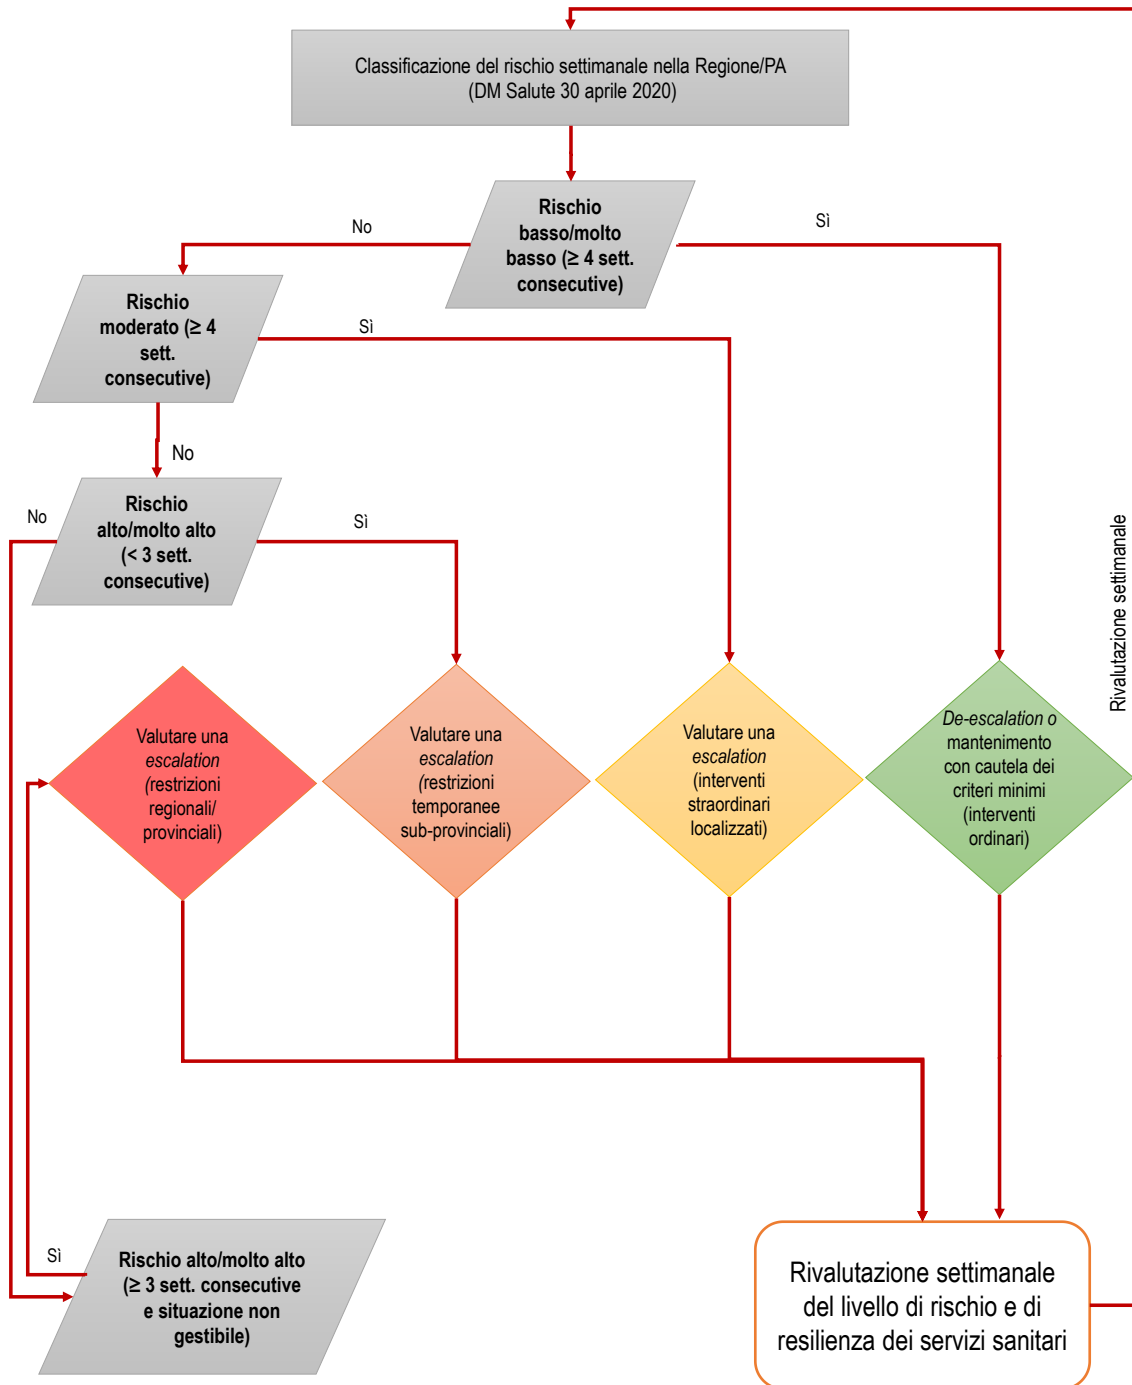 Classificazione del rischio settimanale nella Regione/PA
(DM Salute 30 aprile 2020)
Rischio
basso/molto
basso (≥ 4 sett.
consecutive)
No
Sì
Rischio
moderato (≥ 4
sett.
consecutive)
Sì
No
Rischio
alto/molto alto
(< 3 sett.
consecutive)
No
Sì
Rivalutazione settimanale
Valutare una
escalation
(restrizioni
regionali/
provinciali)
Valutare una
escalation
(restrizioni
temporanee
sub-provinciali)
Valutare una
escalation
(interventi
straordinari
localizzati)
De-escalation o
mantenimento
con cautela dei
criteri minimi
(interventi
ordinari)
Sì
Rischio alto/molto alto
(≥ 3 sett. consecutive
e situazione non
gestibile)
Rivalutazione settimanale
del livello di rischio e di
resilienza dei servizi sanitari